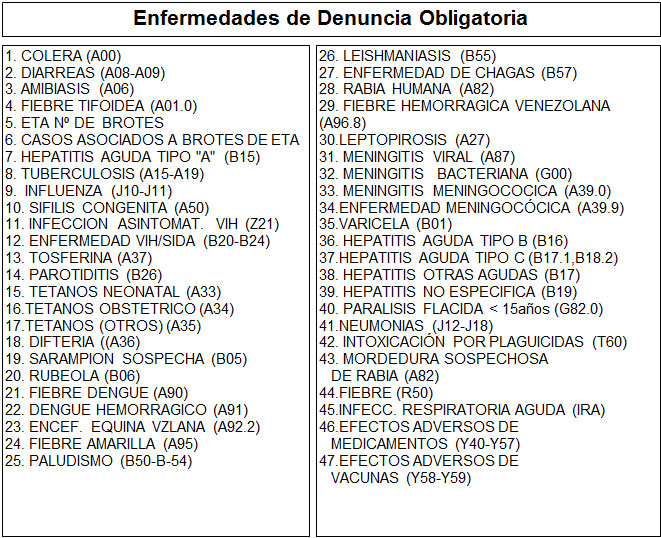 Enfermedades de Denuncia Obligatoria
1. COLERA (A00)
2. DIARREAS (A08-A09)
3. AMIBIASIS (A06)
4. FIEBRE TIFOIDEA (A01.0)
5. ETA Nº DE BROTES
6. CASOS ASOCIADOS A BROTES DE ETA
7. HEPATITIS AGUDA TIPO "A" (B15)
8. TUBERCULOSIS (A15-A19)
9. INFLUENZA (J10-J11)
10. SIFILIS CONGENITA (A50)
11. INFECCION ASINTOMAT. VIH (Z21)
12. ENFERMEDAD VIH/SIDA (B20-B24)
13. TOSFERINA (A37)
14. PAROTIDITIS (B26)
15. TETANOS NEONATAL (A33)
16.TETANOS OBSTETRICO (A34)
17.TETANOS (OTROS) (A35)
18. DIFTERIA ((A36)
19. SARAMPION SOSPECHA (B05)
20. RUBEOLA (B06)
21. FIEBRE DENGUE (A90)
22. DENGUE HEMORRAGICO (A91)
23. ENCEF. EQUINA VZLANA (A92.2)
24. FIEBRE AMARILLA (A95)
25. PALUDISMO (B50-B-54)
26. LEISHMANIASIS (B55)
27. ENFERMEDAD DE CHAGAS (B57)
28. RABIA HUMANA (A82)
29. FIEBRE HEMORRAGICA VENEZOLANA
(A96.8)
30.LEPTOPIROSIS (A27)
31. MENINGITIS VIRAL (A87)
32. MENINGITIS BACTERIANA (G00)
33. MENINGITIS MENINGOCOCICA (A39.0)
34.ENFERMEDAD MENINGOCÓCICA (A39.9)
35.VARICELA (B01)
36. HEPATITIS AGUDA TIPO B (B16)
37.HEPATITIS AGUDA TIPO C (B17.1,B18.2)
38. HEPATITIS OTRAS AGUDAS (B17)
39. HEPATITIS NO ESPECIFICA (B19)
40. PARALISIS FLACIDA < 15años (G82.0)
41.NEUMONIAS (J12-J18)
42. INTOXICACIÓN POR PLAGUICIDAS (T60)
43. MORDEDURA SOSPECHOSA
DE RABIA (A82)
44.FIEBRE (R50)
45.INFECC. RESPIRATORIA AGUDA (IRA)
46.EFECTOS ADVERSOS DE
MEDICAMENTOS (Y40-Y57)
47.EFECTOS ADVERSOS DE
VACUNAS (Y58-Y59)